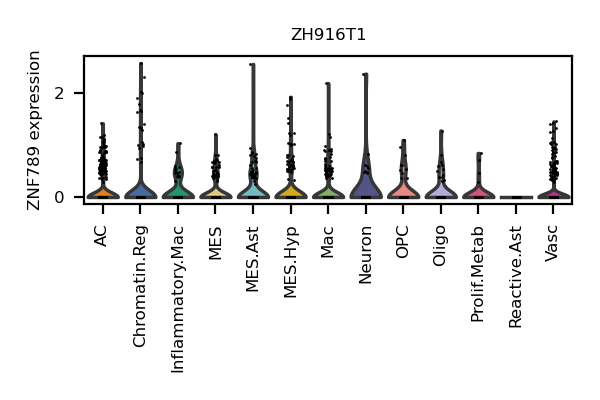 ZH916T1
ZNF789 expression
2
0
AC
Chromatin.Reg
Inflammatory.Mac
MES
MES.Ast
MES.Hyp
Mac
Neuron
OPC
Oligo
Prolif.Metab
Reactive.Ast
Vasc